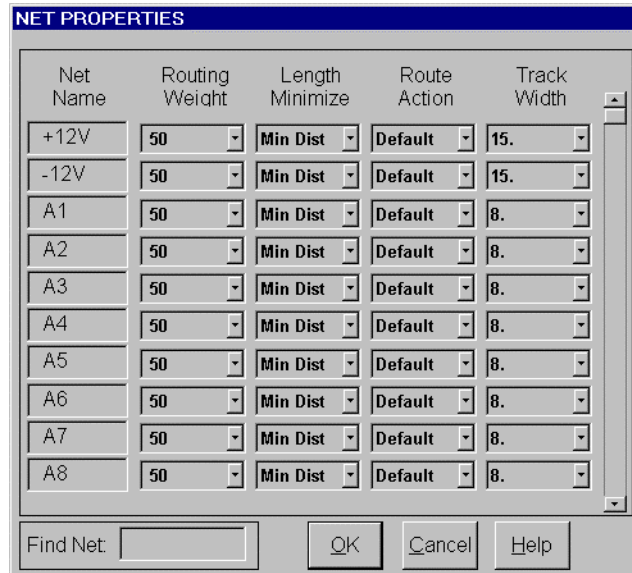 NET PROPERTIES
Net Name Routing Weight Length Minimize Route Action Track Width
+12V 50 Min Dist Default 15.
-12V 50 Min Dist Default 15.
A1 50 Min Dist Default 8.
A2 50 Min Dist Default 8.
A3 50 Min Dist Default 8.
A4 50 Min Dist Default 8.
A5 50 Min Dist Default 8.
A6 50 Min Dist Default 8.
A7 50 Min Dist Default 8.
A8 50 Min Dist Default 8.
Find Net: OK Cancel Help